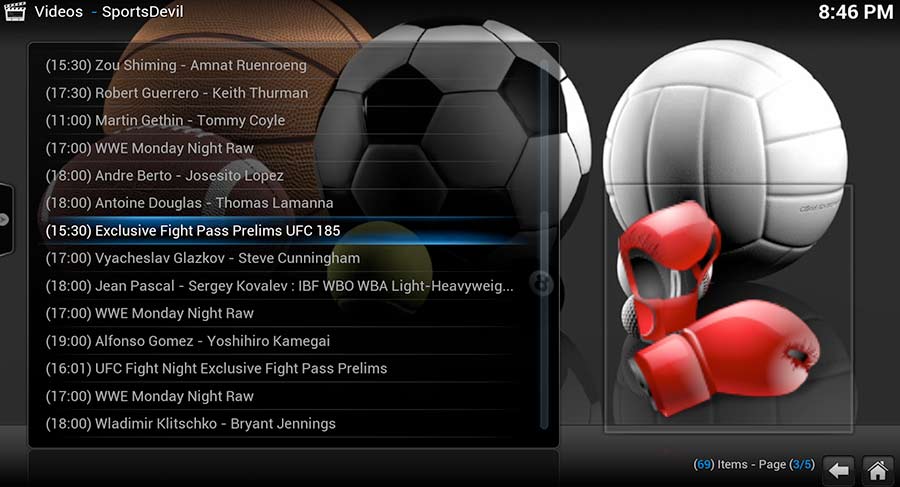 Videos - SportsDevil
8:46 PM
(15:30) Zou Shiming - Amnat Ruenroeng
(17:30) Robert Guerrero - Keith Thurman
(11:00) Martin Gethin - Tommy Coyle
(17:00) WWE Monday Night Raw
(18:00) Andre Berto - Josesito Lopez
(18:00) Antoine Douglas - Thomas Lamanna
(15:30) Exclusive Fight Pass Prelims UFC 185
(17:00) Vyacheslav Glazkov - Steve Cunningham
(18:00) Jean Pascal - Sergey Kovalev : IBF WBO WBA Light-Heavyweig...
(17:00) WWE Monday Night Raw
(19:00) Alfonso Gomez - Yoshihiro Kamegai
(16:01) UFC Fight Night Exclusive Fight Pass Prelims
(17:00) WWE Monday Night Raw
(18:00) Wladimir Klitschko - Bryant Jennings
(69) Items - Page (3/5)